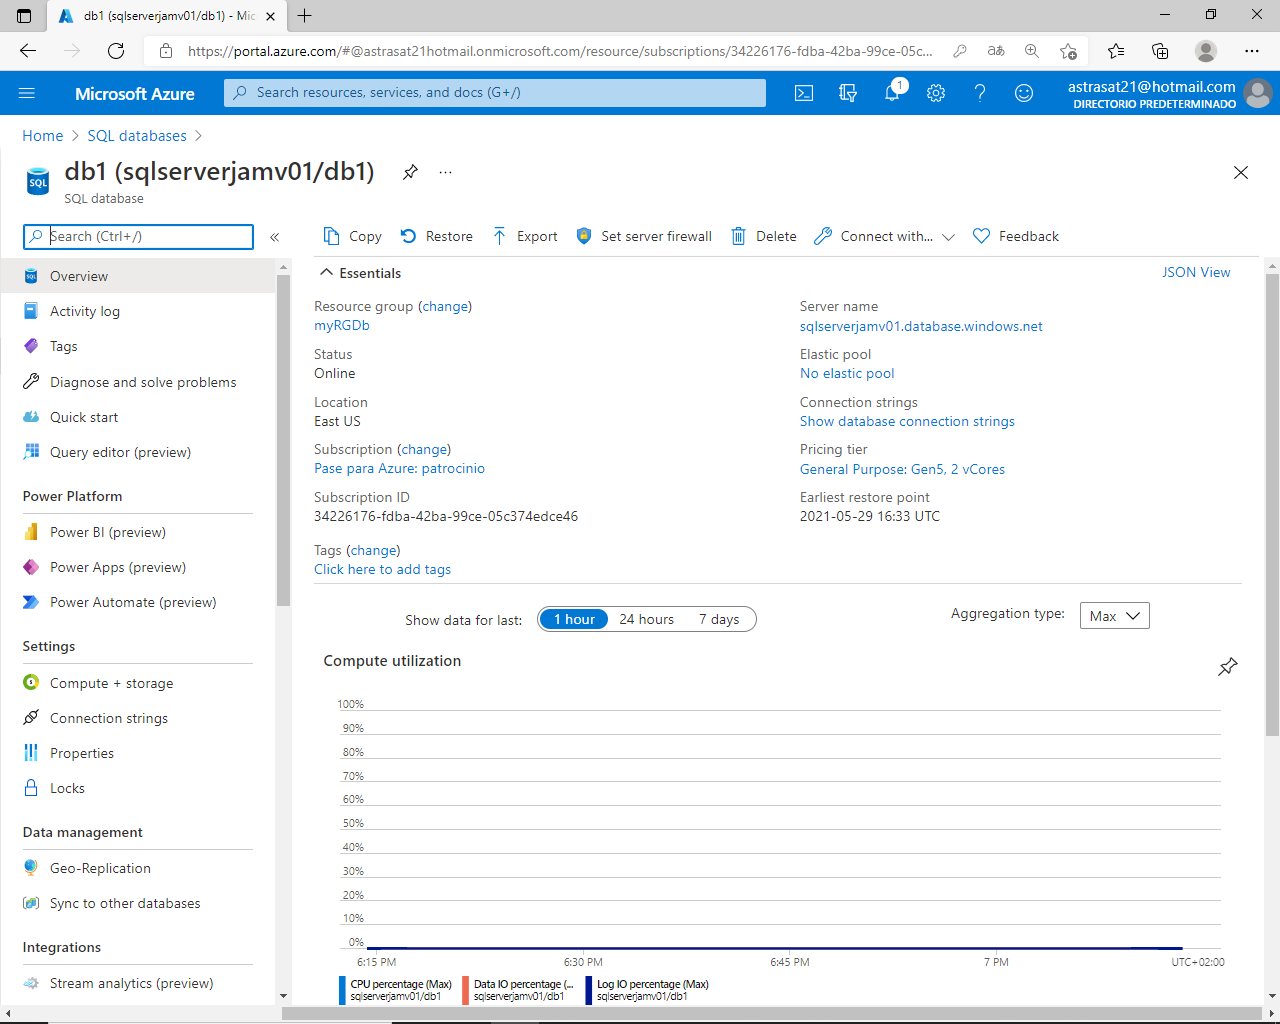 db1 (sqlserverjamv01/db1) - Mic
https://portal.azure.com/#@astrasat21hotmail.onmicrosoft.com/resource/subscriptions/34226176-fdba-42ba-99ce-05c...
Microsoft Azure
Search resources, services, and docs (G+/)
1
astrasat21@hotmail.com
DIRECTORIO PREDETERMINADO
Home > SQL databases >
SQL
db1 (sqlserverjamv01/db1)
...
SQL database
Search (Ctrl+/)
«
Copy
Restore
Export
Set server firewall
Delete
Connect with...
Feedback
Overview
Activity log
Tags
Diagnose and solve problems
Quick start
Query editor (preview)
Power Platform
Power BI (preview)
Power Apps (preview)
Power Automate (preview)
Settings
Compute + storage
Connection strings
Properties
Locks
Data management
Geo-Replication
Sync to other databases
Integrations
Stream analytics (preview)
Essentials
JSON View
Resource group (change)
myRGDb
Status
Online
Location
East US
Subscription (change)
Pase para Azure: patrocinio
Subscription ID
34226176-fdba-42ba-99ce-05c374edce46
Tags (change)
Click here to add tags
Server name
sqlserverjamv01.database.windows.net
Elastic pool
No elastic pool
Connection strings
Show database connection strings
Pricing tier
General Purpose: Gen5, 2 vCores
Earliest restore point
2021-05-29 16:33 UTC
Show data for last:
1 hour
24 hours
7 days
Aggregation type:
Max
Compute utilization
100%
90%
80%
70%
60%
50%
40%
30%
20%
10%
0%
6:15 PM
6:30 PM
6:45 PM
7 PM
UTC+02:00
CPU percentage (Max)
sqlserverjamv01/db1
Data IO percentage (...
sqlserverjamv01/db1
Log IO percentage (Max)
sqlserverjamv01/db1